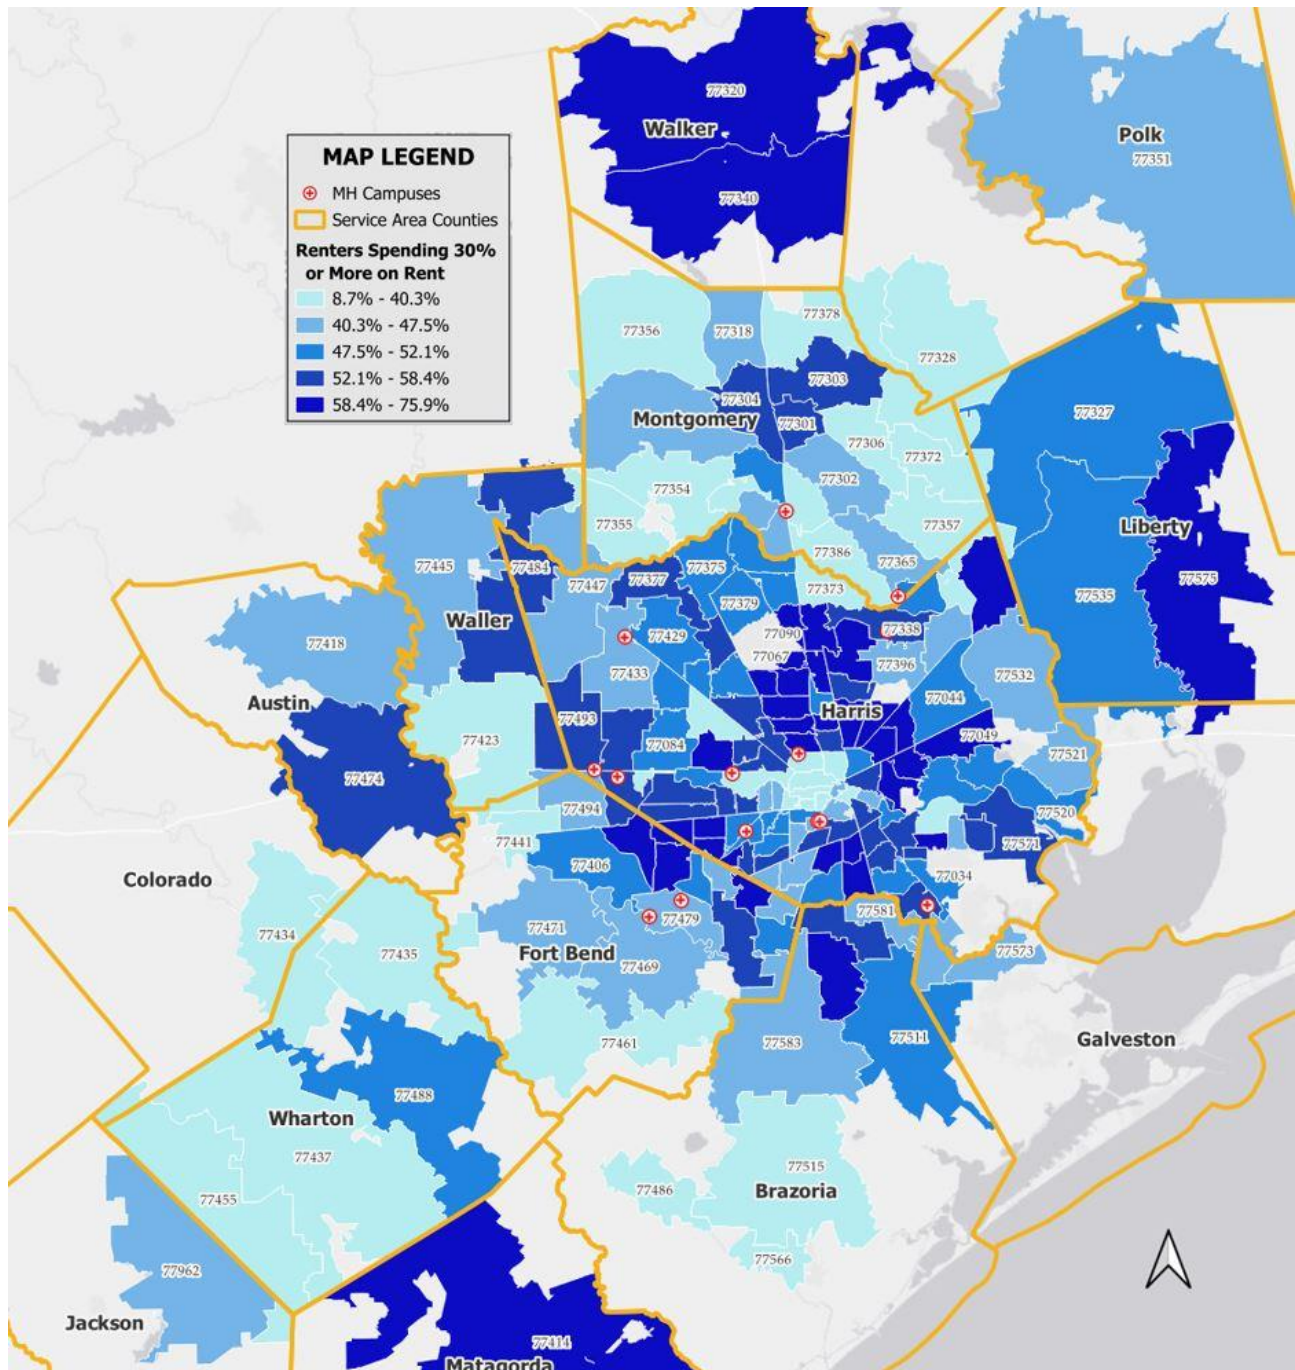 77320
Walker
Polk
77351
MAP LEGEND
MH Campuses
Service Area Counties
Renters Spending 30%
or More on Rent
8.7% - 40.3%
40.3% - 47.5%
47.5% - 52.1%
52.1% - 58.4%
58.4% - 75.9%
77340
77356
77318
77378
77328
77303
77304
Montgomery
77301
77327
77306
77372
77302
77354
77355
77357
Liberty
77386
77365
77445
77484
77447
77377
77375
77373
77575
77379
77535
Waller
77429
77090
77338
77418
77067
77396
77433
77532
Austin
77044
77493
Harris
77423
77084
77049
77521
77474
77494
77520
77441
77571
77406
77034
Colorado
77479
77581
77471
77434
77435
Fort Bend
77573
77469
77461
77583
77511
Galveston
77488
Wharton
77437
77515
77455
77486
Brazoria
77566
77962
Jackson
77414
Matagorda